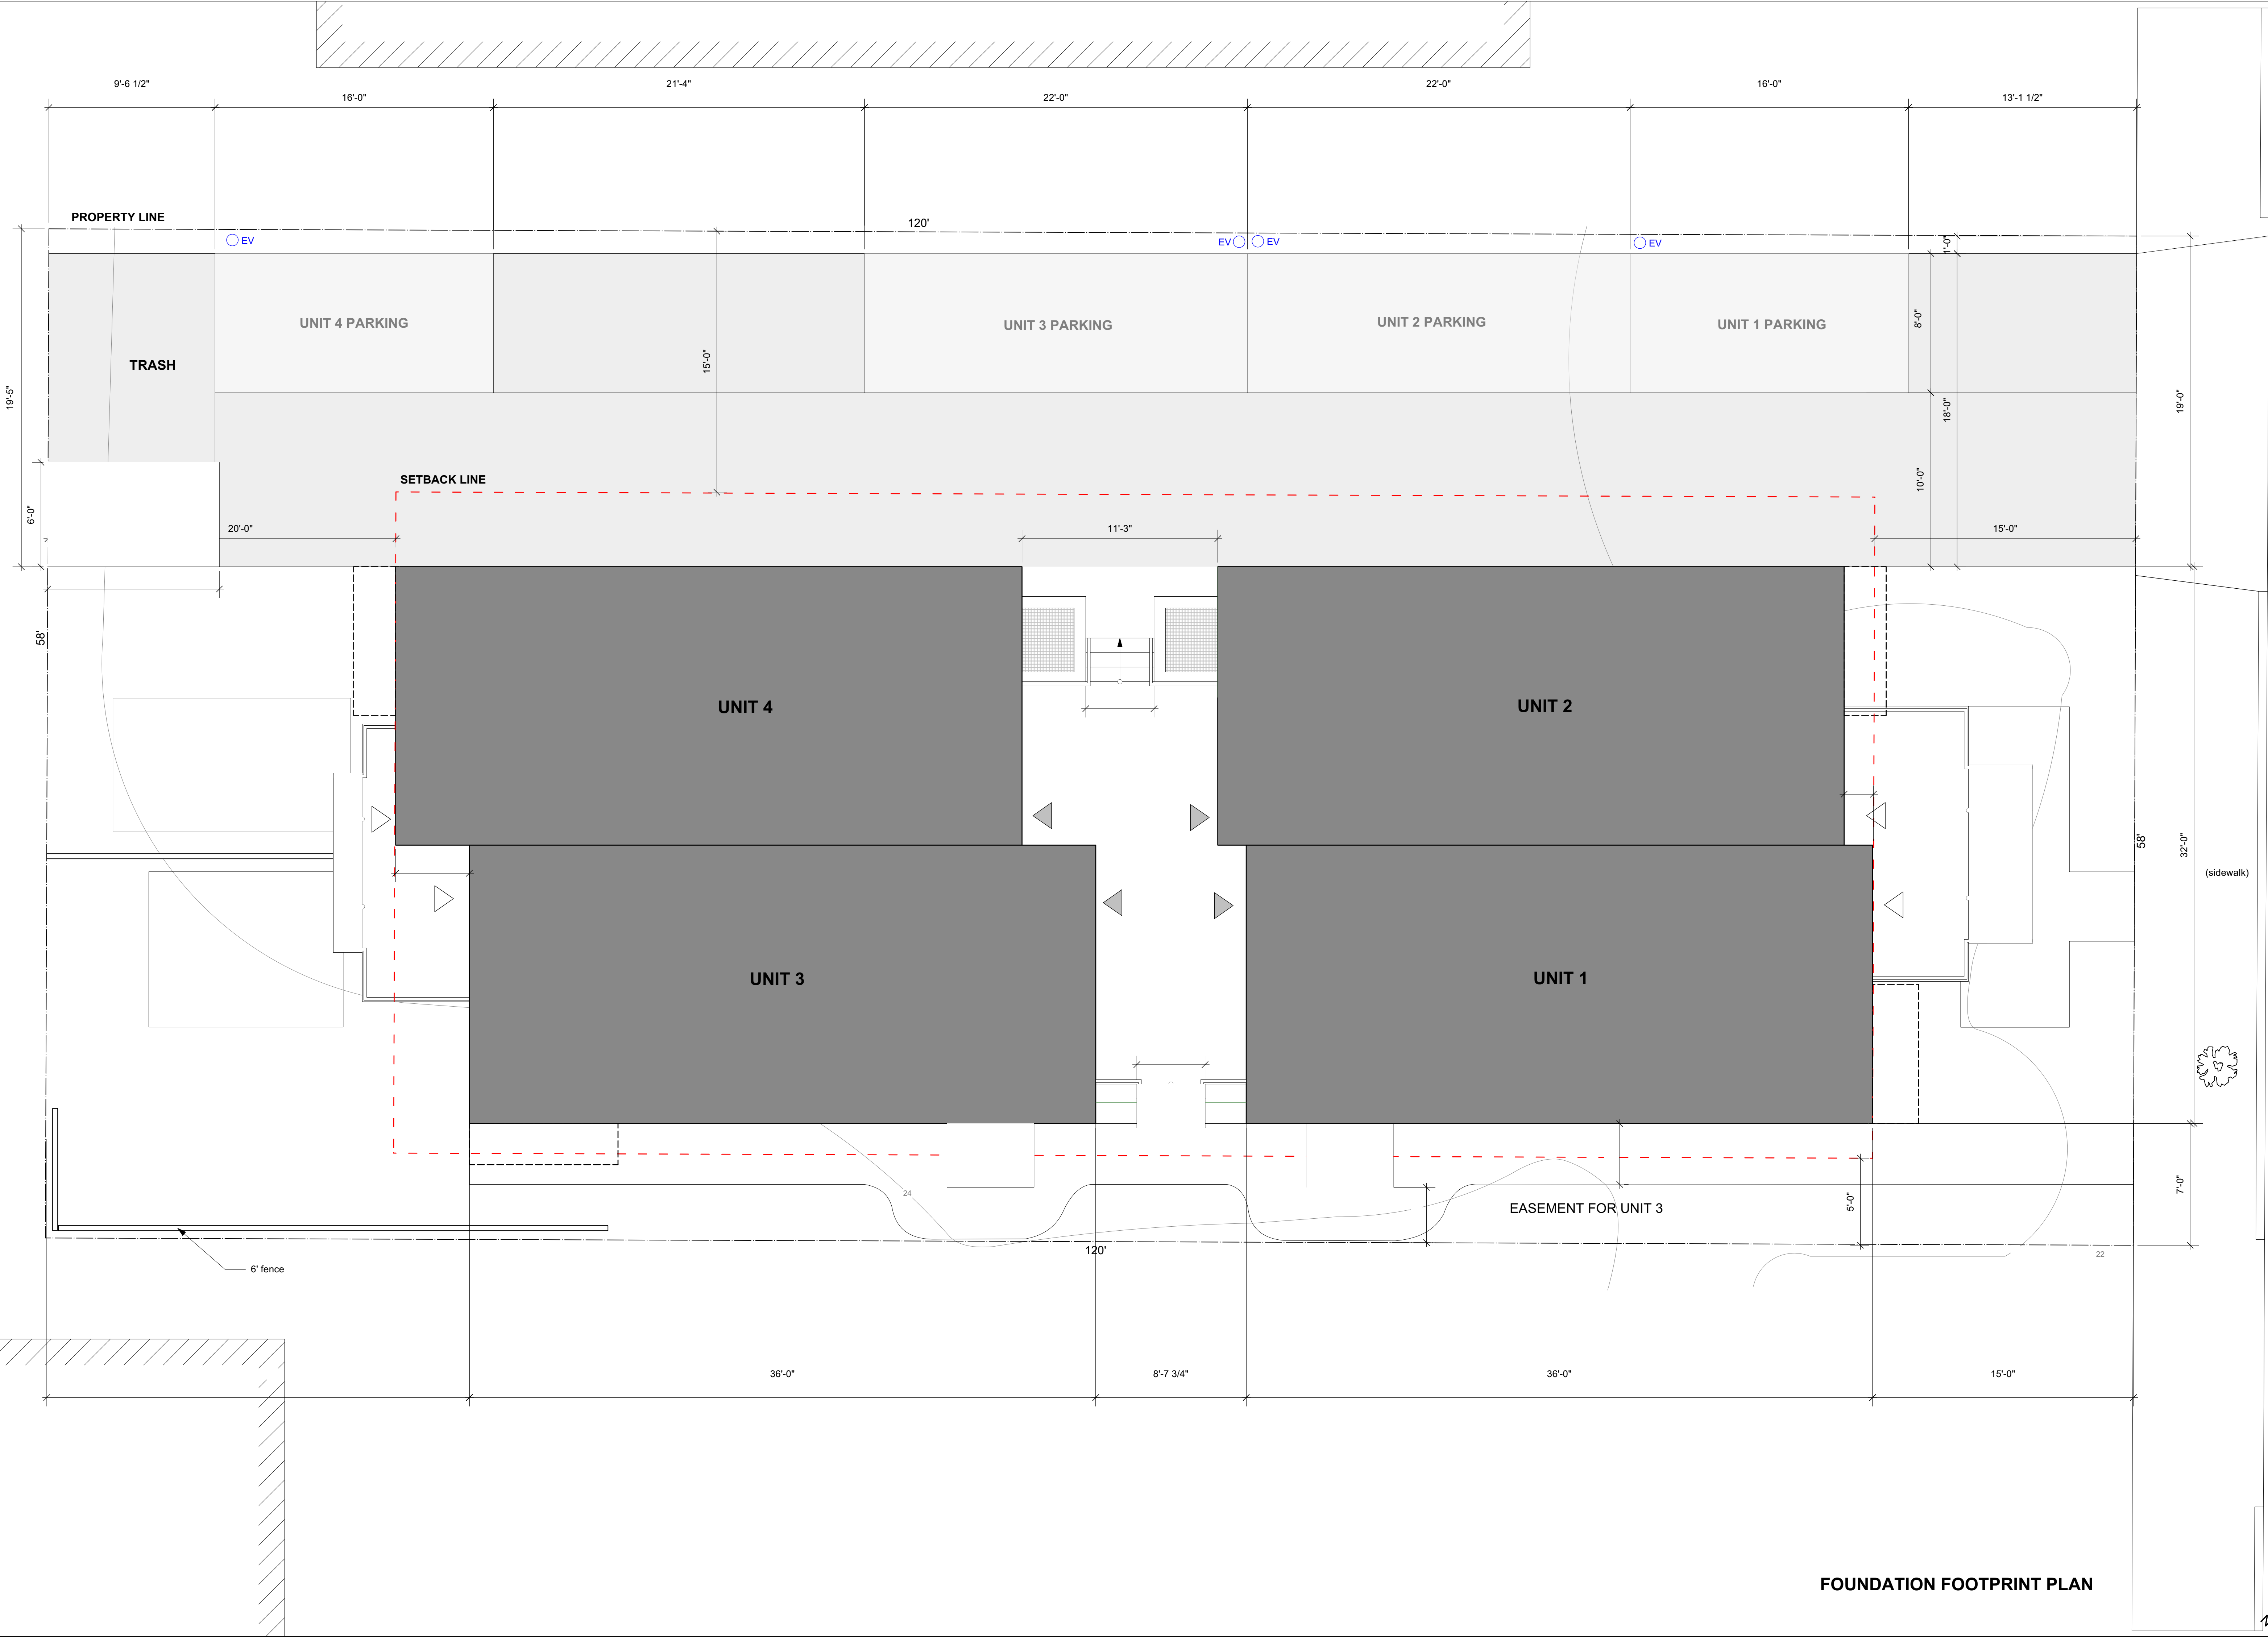 9'-6 1/2"
16'-0"
21'-4"
22'-0"
22'-0"
16'-0"
13'-1 1/2"
PROPERTY LINE
120'
EV
EV
EV
EV
1'-0"
UNIT 4 PARKING
UNIT 3 PARKING
UNIT 2 PARKING
UNIT 1 PARKING
8'-0"
TRASH
15'-0"
19'-5"
18'-0"
19'-0"
SETBACK LINE
10'-0"
6'-0"
20'-0"
11'-3"
15'-0"
58'
UNIT 4
UNIT 2
58'
32'-0"
(sidewalk)
UNIT 3
UNIT 1
24
EASEMENT FOR UNIT 3
5'-0"
7'-0"
120'
22
6' fence
36'-0"
8'-7 3/4"
36'-0"
15'-0"
FOUNDATION FOOTPRINT PLAN